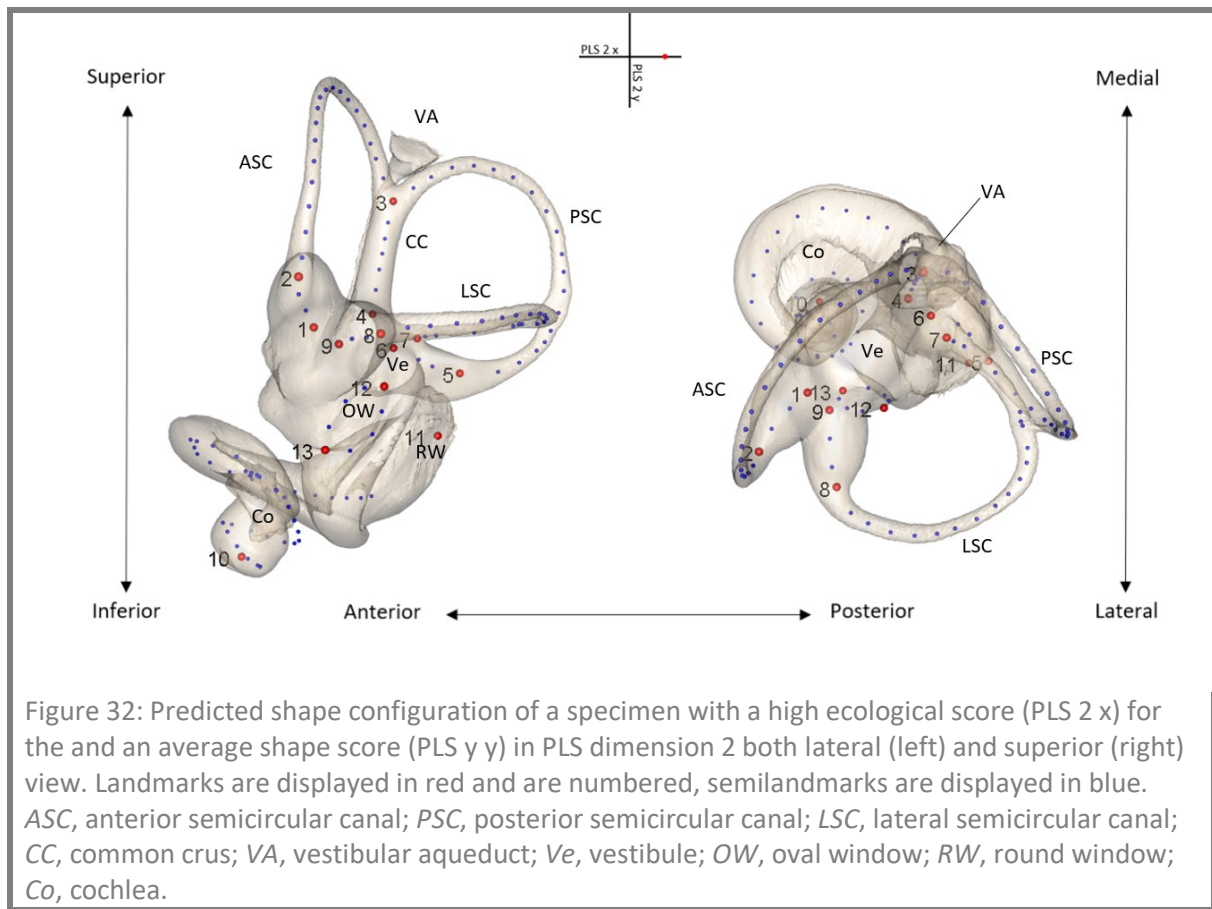 PLS 2 x
PLS 2 y
Superior
Medial
VA
ASC
3
CC
PSC
2
LSC
1
4
8
9
6
7
Ve
5
12
OW
11
RW
13
Co
10
VA
PSC
Co
3
10
4
6
7
11
5
Ve
ASC
1
13
9
12
2
8
LSC
Inferior
Anterior
Posterior
Lateral
Figure 32: Predicted shape configuration of a specimen with a high ecological score (PLS 2 x) for
the and an average shape score (PLS y y) in PLS dimension 2 both lateral (left) and superior (right)
view. Landmarks are displayed in red and are numbered, semilandmarks are displayed in blue.
ASC, anterior semicircular canal; PSC, posterior semicircular canal; LSC, lateral semicircular canal;
CC, common crus; VA, vestibular aqueduct; Ve, vestibule; OW, oval window; RW, round window;
Co, cochlea.